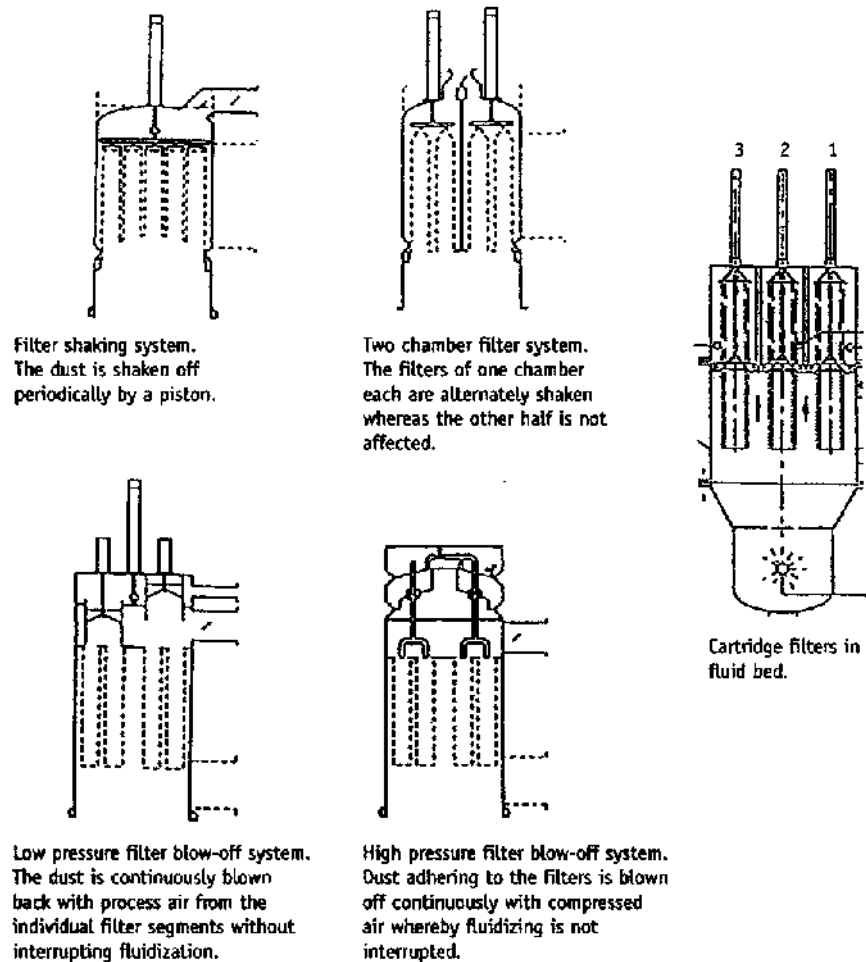 Filter shaking system.
The dust is shaken off
periodically by a piston.
Two chamber filter system.
The filters of one chamber
each are alternately shaken
whereas the other half is not
affected.
3 2 1
Cartridge filters in
fluid bed.
Low pressure filter blow-off system.
The dust is continuously blown
back with process air from the
individual filter segments without
interrupting fluidization.
High pressure filter blow-off system.
Dust adhering to the filters is blown
off continuously with compressed
air whereby fluidizing is not
interrupted.